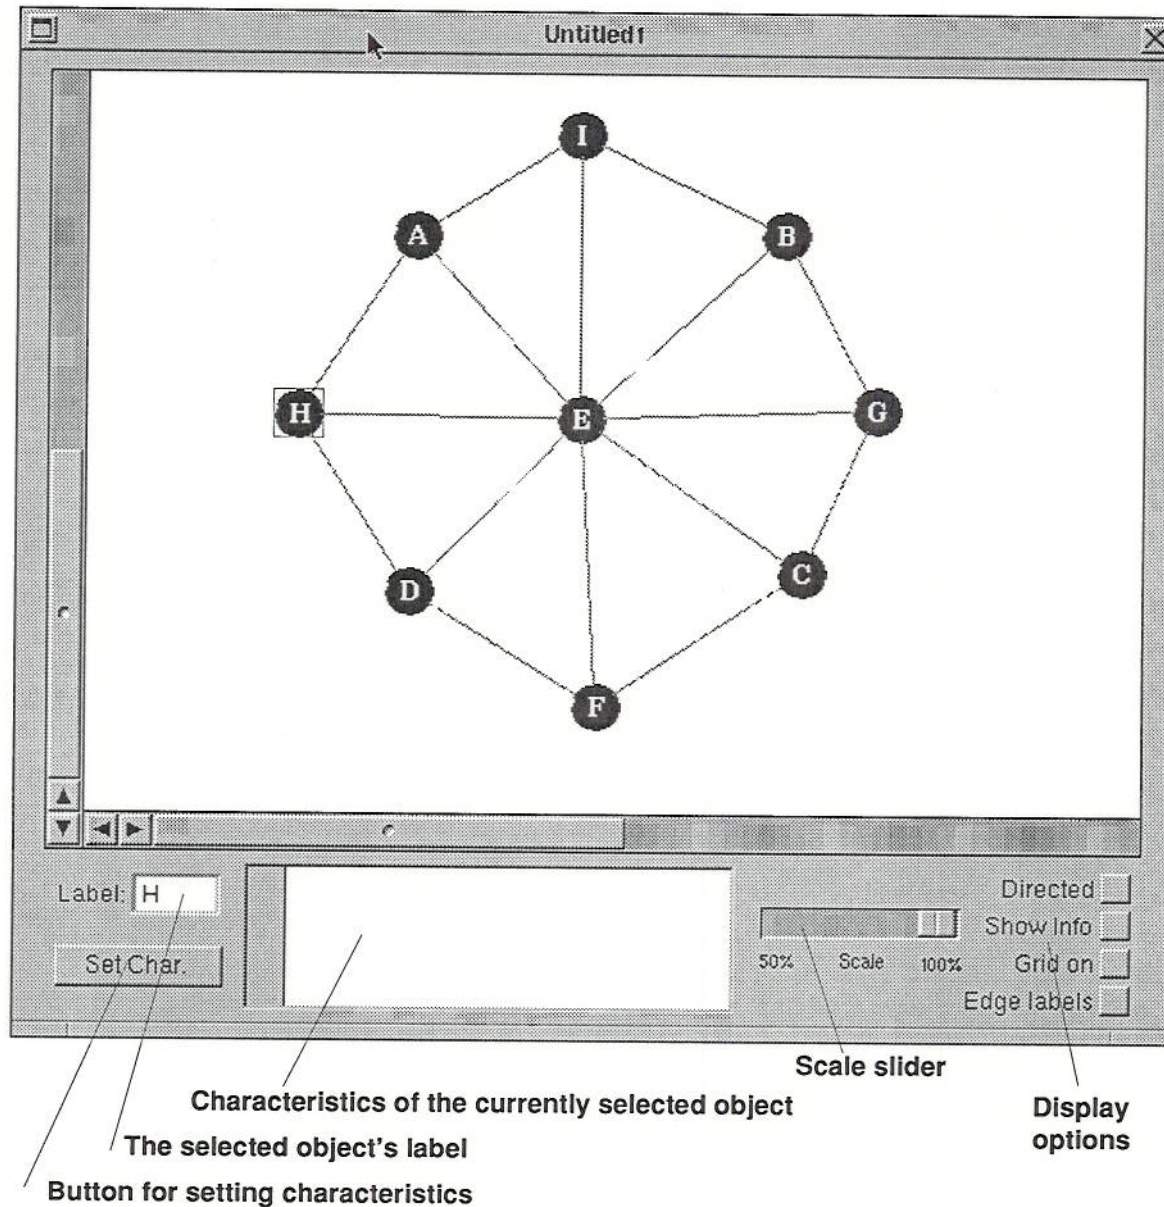 Untitled1
I
A
B
H
E
G
D
C
F
Label: H
Set Char.
50% Scale 100%
Directed
Show Info
Grid on
Edge labels
Scale slider
Characteristics of the currently selected object
Display
options
The selected object's label
Button for setting characteristics